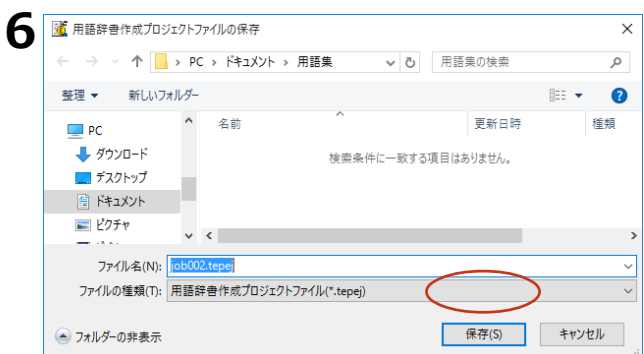 6
用語辞書作成プロジェクトファイルの保存
PC › ドキュメント › 用語集
用語集の検索
整理 新しいフォルダー
名前 更新日時 種類
検索条件に一致する項目はありません。
PC
ダウンロード
デスクトップ
ドキュメント
ピクチャ
ファイル名(N): job002.tepej
ファイルの種類(T): 用語辞書作成プロジェクトファイル(*.tepej)
フォルダーの非表示 保存(S) キャンセル